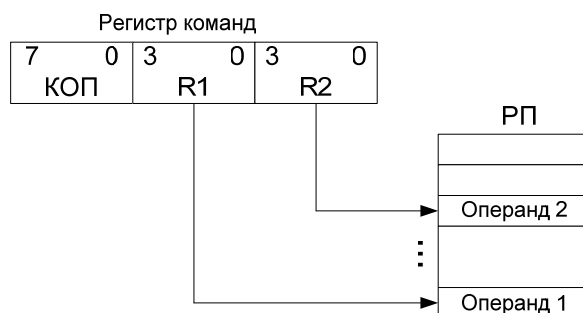 Регистр команд
7 0 3 0 3 0
КОП R1 R2
РП
Операнд 2
...
Операнд 1